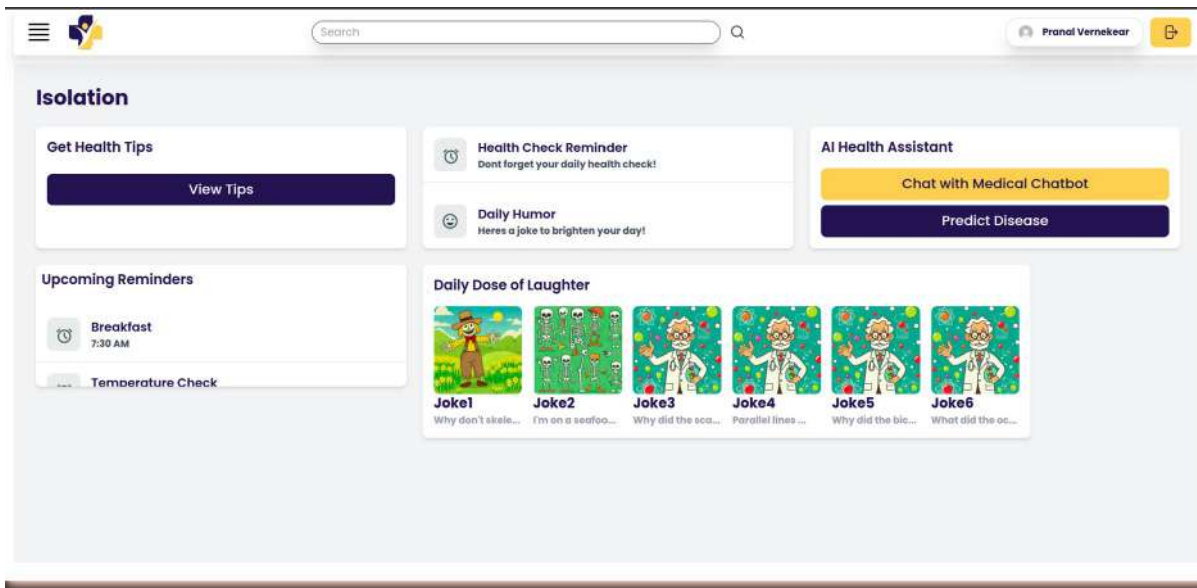 Search
Pranal Vernekear
Isolation
Get Health Tips
View Tips
Health Check Reminder
Dont forget your daily health check!
Daily Humor
Heres a joke to brighten your day!
AI Health Assistant
Chat with Medical Chatbot
Predict Disease
Upcoming Reminders
Breakfast
7:30 AM
Temperature Check
Daily Dose of Laughter
Joke1
Why don't skele...
Joke2
I'm on a seafoo...
Joke3
Why did the sca...
Joke4
Parallel lines ...
Joke5
Why did the bic...
Joke6
What did the oc...